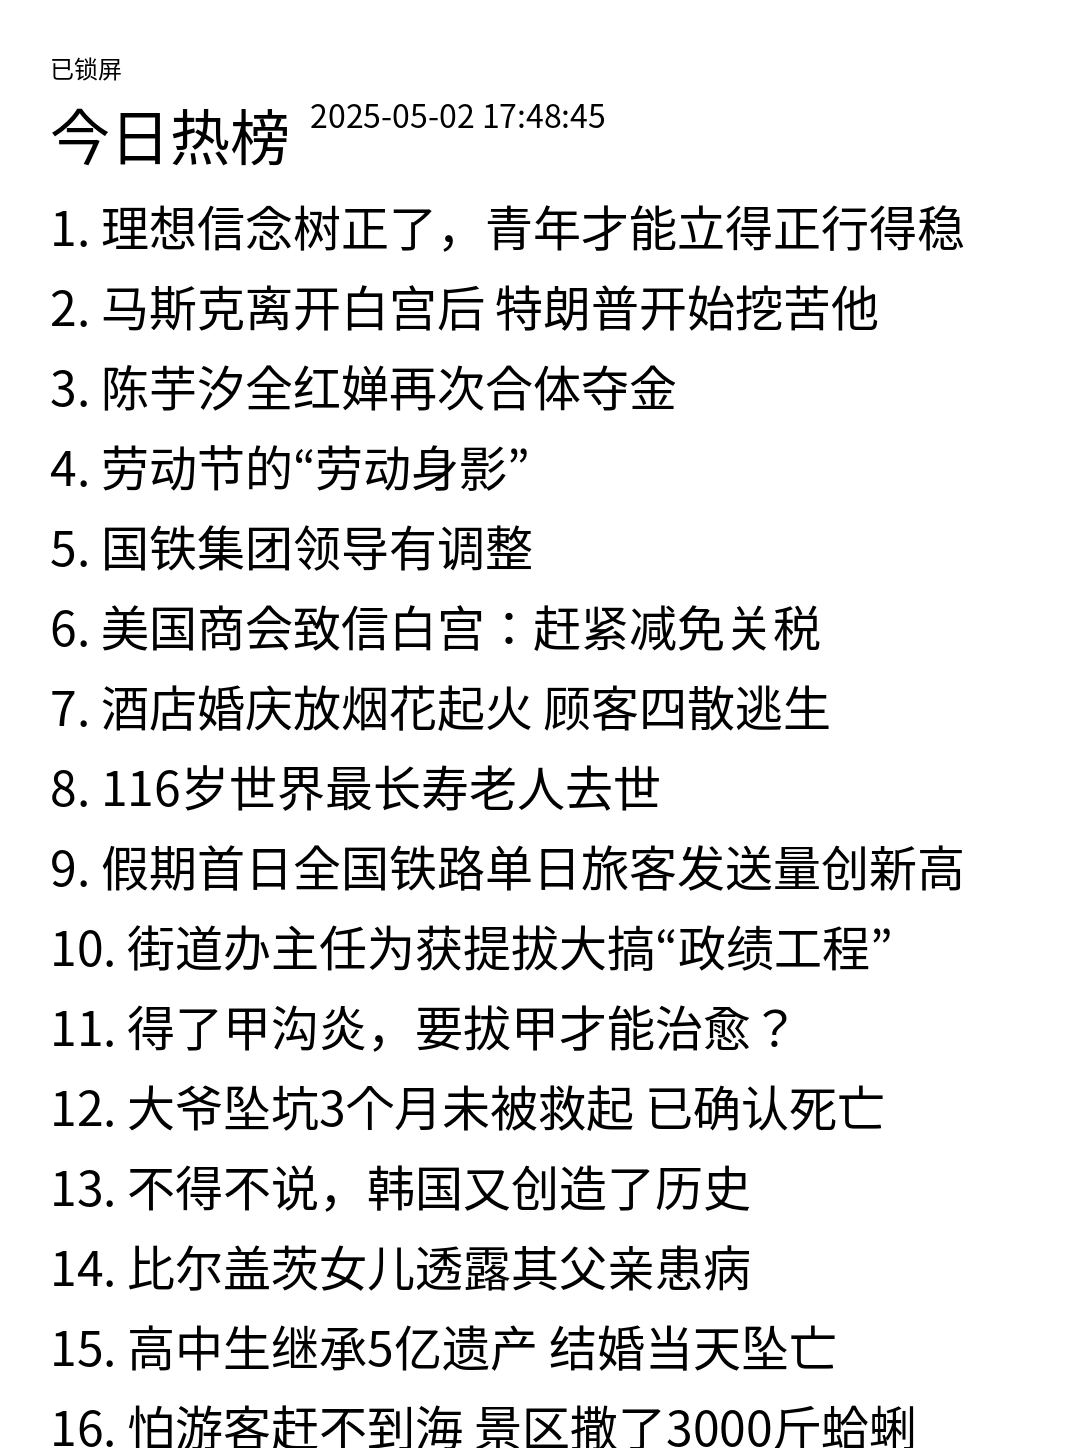 已锁屏
今日热榜 2025-05-02 17:48:45
1. 理想信念树正了，青年才能立得正行得稳
2. 马斯克离开白宫后 特朗普开始挖苦他
3. 陈芋汐全红婵再次合体夺金
4. 劳动节的“劳动身影”
5. 国铁集团领导有调整
6. 美国商会致信白宫：赶紧减免关税
7. 酒店婚庆放烟花起火 顾客四散逃生
8. 116岁世界最长寿老人去世
9. 假期首日全国铁路单日旅客发送量创新高
10. 街道办主任为获提拔大搞“政绩工程”
11. 得了甲沟炎，要拔甲才能治愈？
12. 大爷坠坑3个月未被救起 已确认死亡
13. 不得不说，韩国又创造了历史
14. 比尔盖茨女儿透露其父亲患病
15. 高中生继承5亿遗产 结婚当天坠亡
16. 怕游客赶不到海 景区撒了3000斤蛤蜊